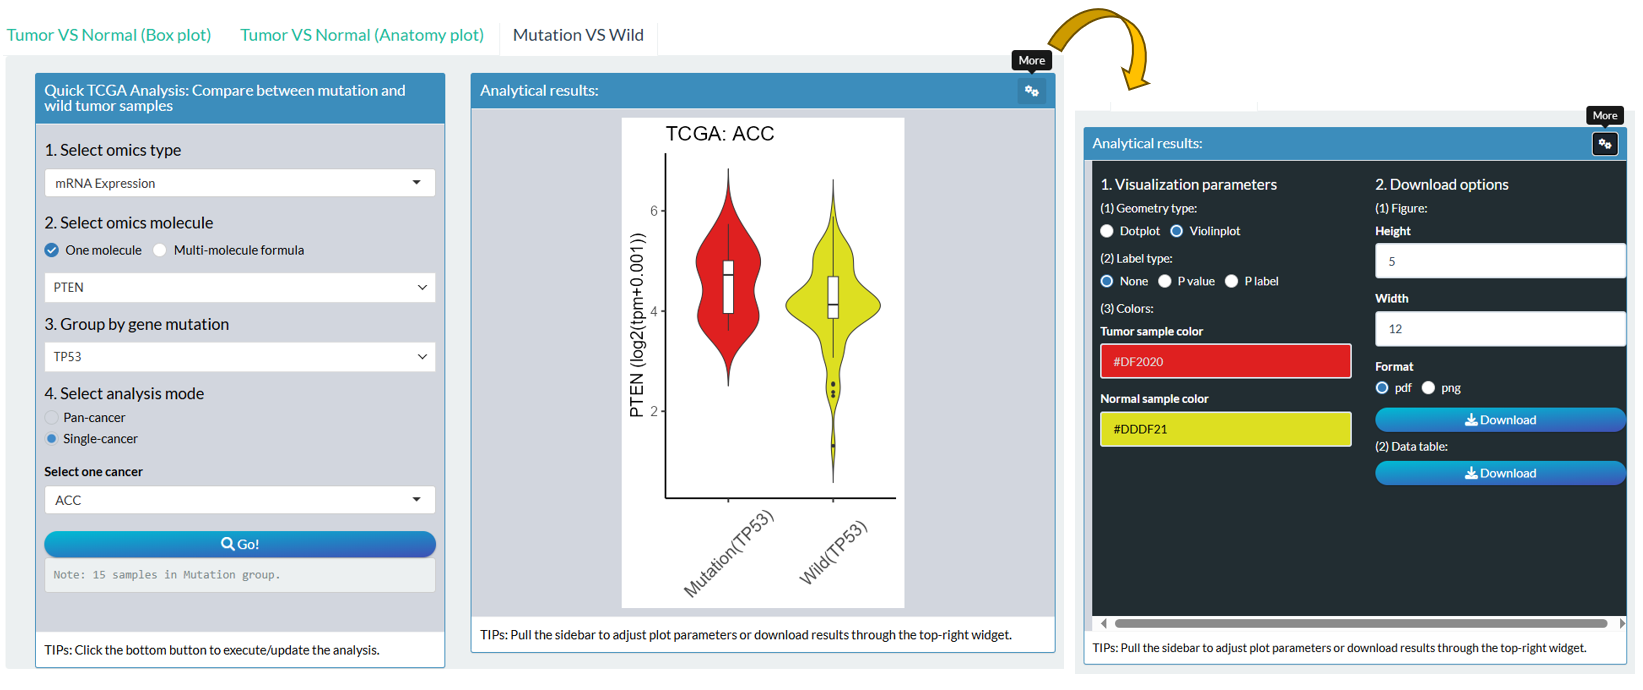 Tumor VS Normal (Box plot)
Tumor VS Normal (Anatomy plot)
Mutation VS Wild
Quick TCGA Analysis: Compare between mutation and
wild tumor samples
1. Select omics type
mRNA Expression
2. Select omics molecule
One molecule
Multi-molecule formula
PTEN
3. Group by gene mutation
TP53
4. Select analysis mode
Pan-cancer
Single-cancer
Select one cancer
ACC
Go!
Note: 15 samples in Mutation group.
TIPs: Click the bottom button to execute/update the analysis.
More
Analytical results:
TCGA: ACC
PTEN (log2(tpm+0.001))
6
4
2
Mutation(TP53)
Wild(TP53)
TIPs: Pull the sidebar to adjust plot parameters or download results through the top-right widget.
More
Analytical results:
1. Visualization parameters
(1) Geometry type:
Dotplot
Violinplot
(2) Label type:
None
P value
P label
(3) Colors:
Tumor sample color
#DF2020
Normal sample color
#DDDF21
2. Download options
(1) Figure:
Height
5
Width
12
Format
pdf
png
Download
(2) Data table:
Download
TIPs: Pull the sidebar to adjust plot parameters or download results through the top-right widget.